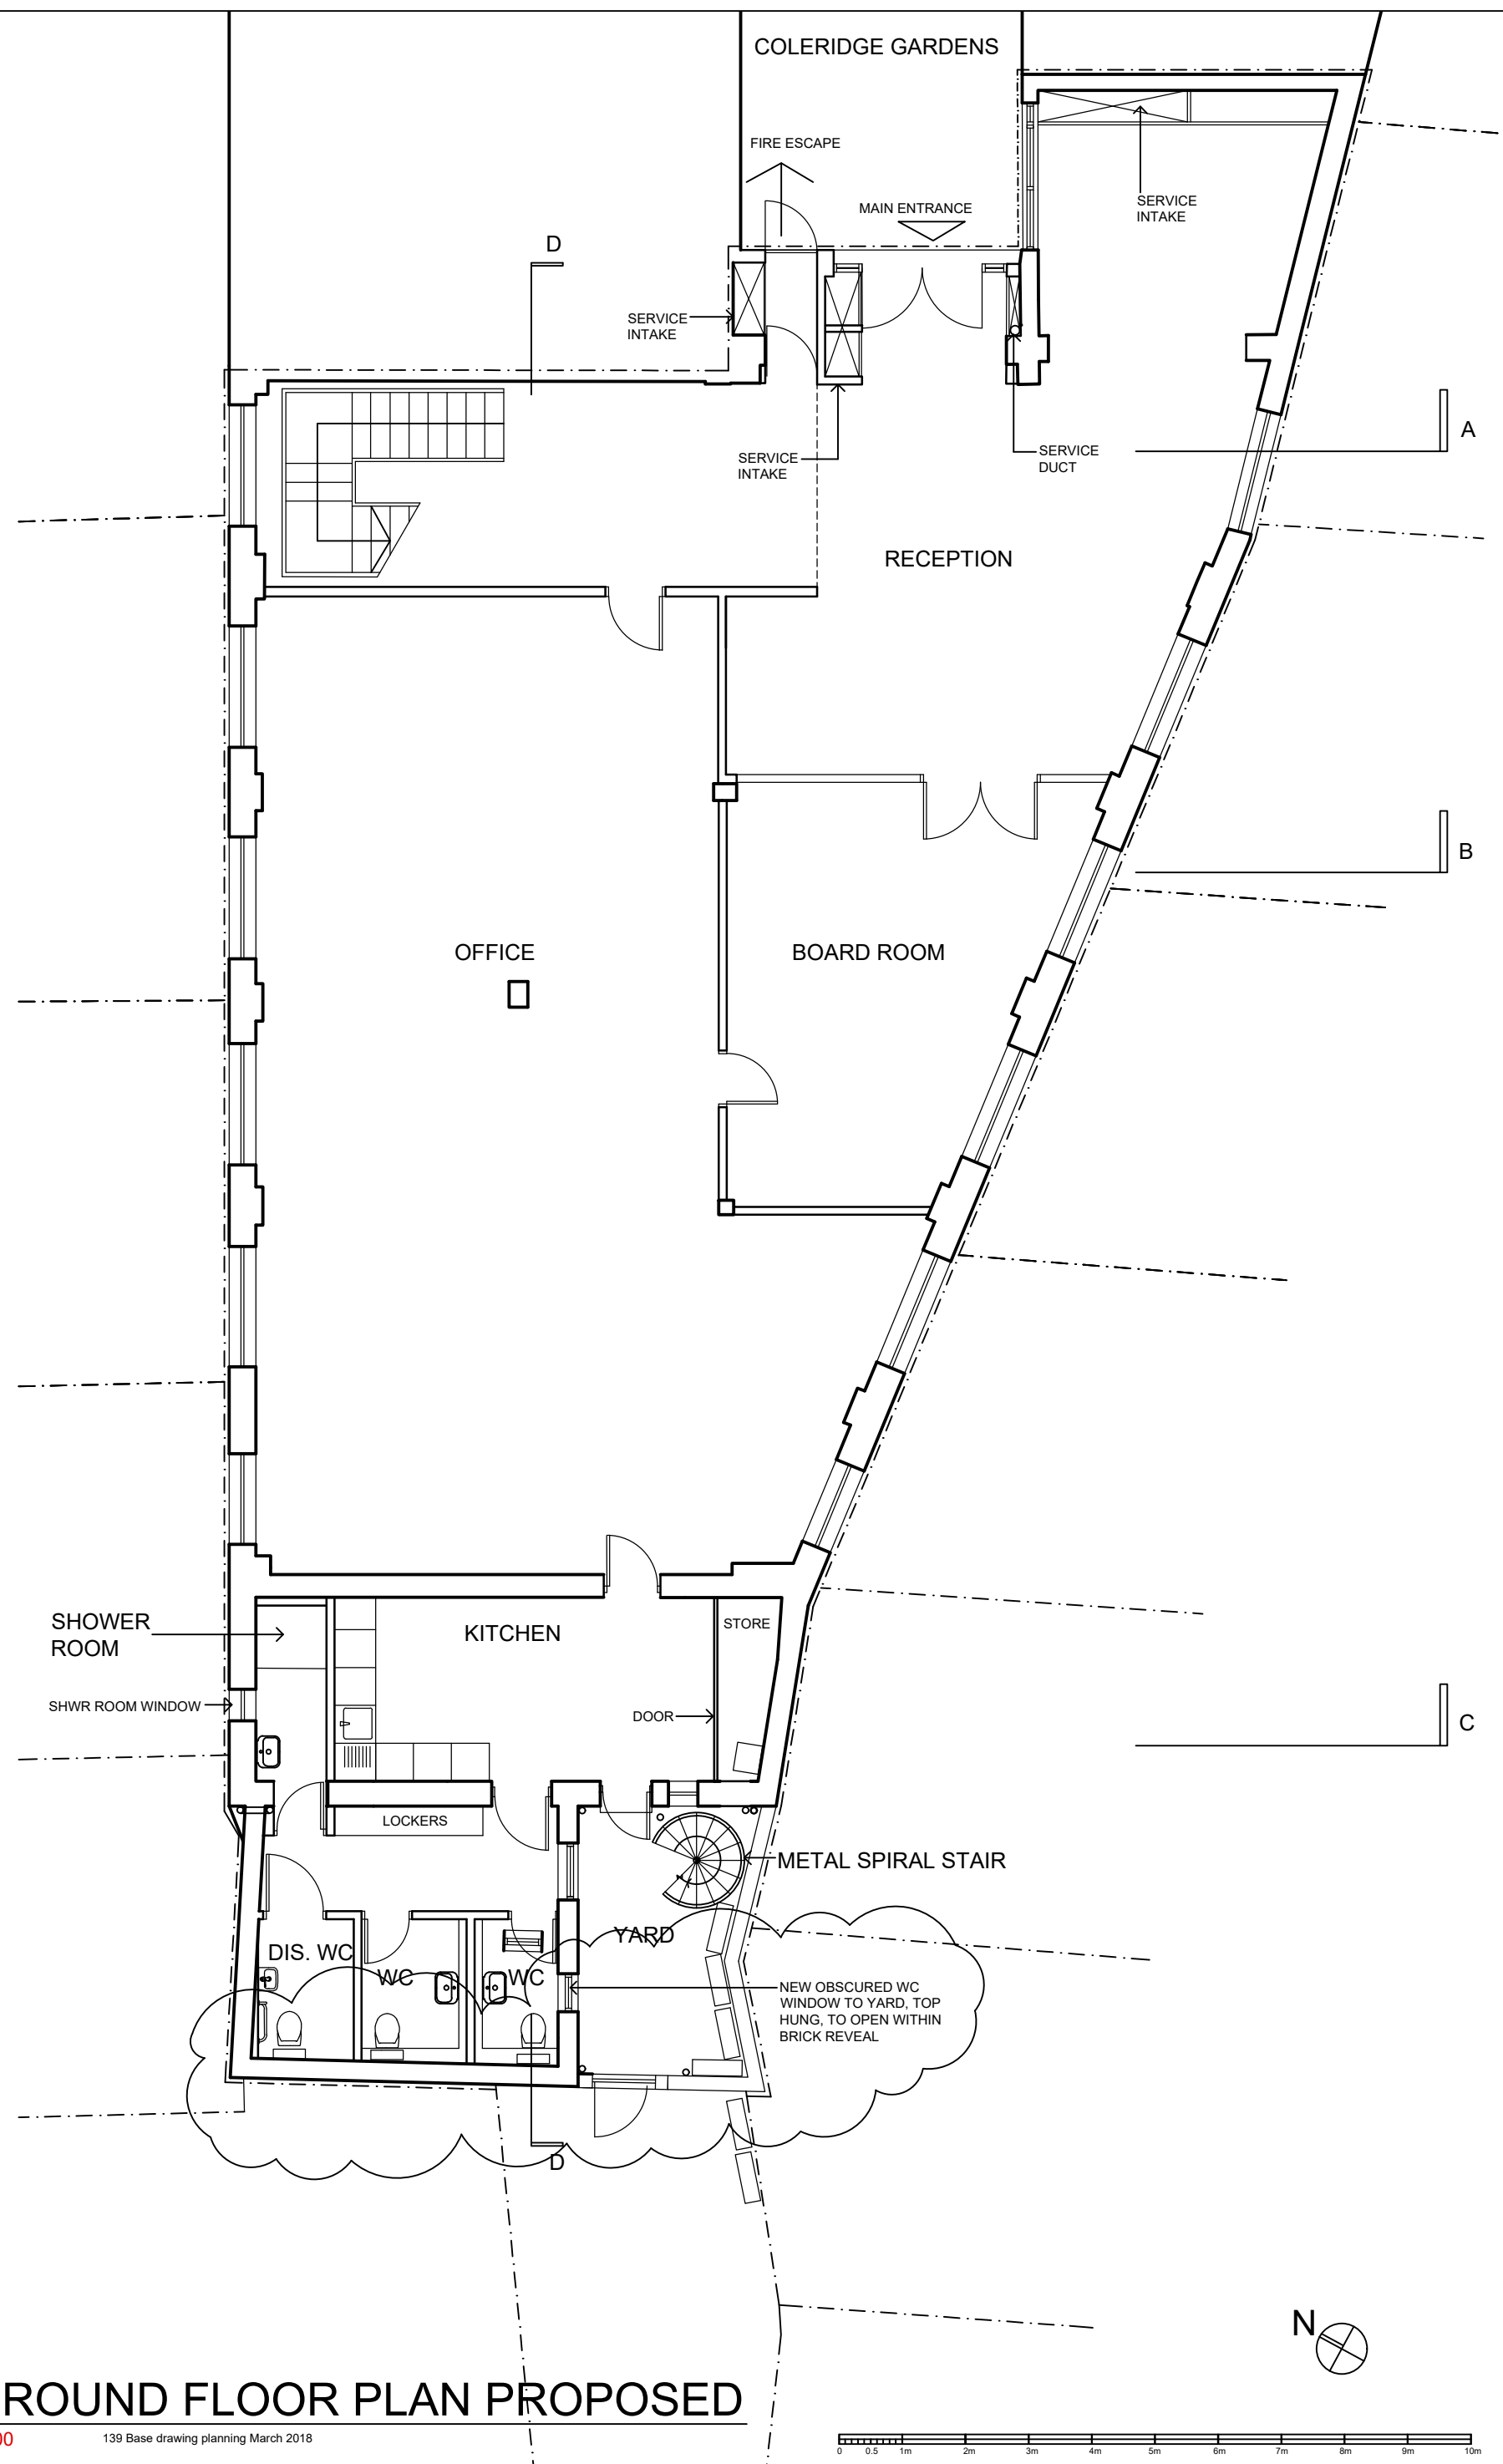 COLERIDGE GARDENS
FIRE ESCAPE
MAIN ENTRANCE
SERVICE
INTAKE
D
SERVICE
INTAKE
A
SERVICE
INTAKE
SERVICE
DUCT
RECEPTION
B
OFFICE
BOARD ROOM
SHOWER
ROOM
KITCHEN
STORE
SHWR ROOM WINDOW
DOOR
C
LOCKERS
METAL SPIRAL STAIR
YARD
DIS. WC
WC
WC
NEW OBSCURED WC
WINDOW TO YARD, TOP
HUNG, TO OPEN WITHIN
BRICK REVEAL
D
N
ROUND FLOOR PLAN PROPOSED
00
139 Base drawing planning March 2018
0 0.5 1m 2m 3m 4m 5m 6m 7m 8m 9m 10m